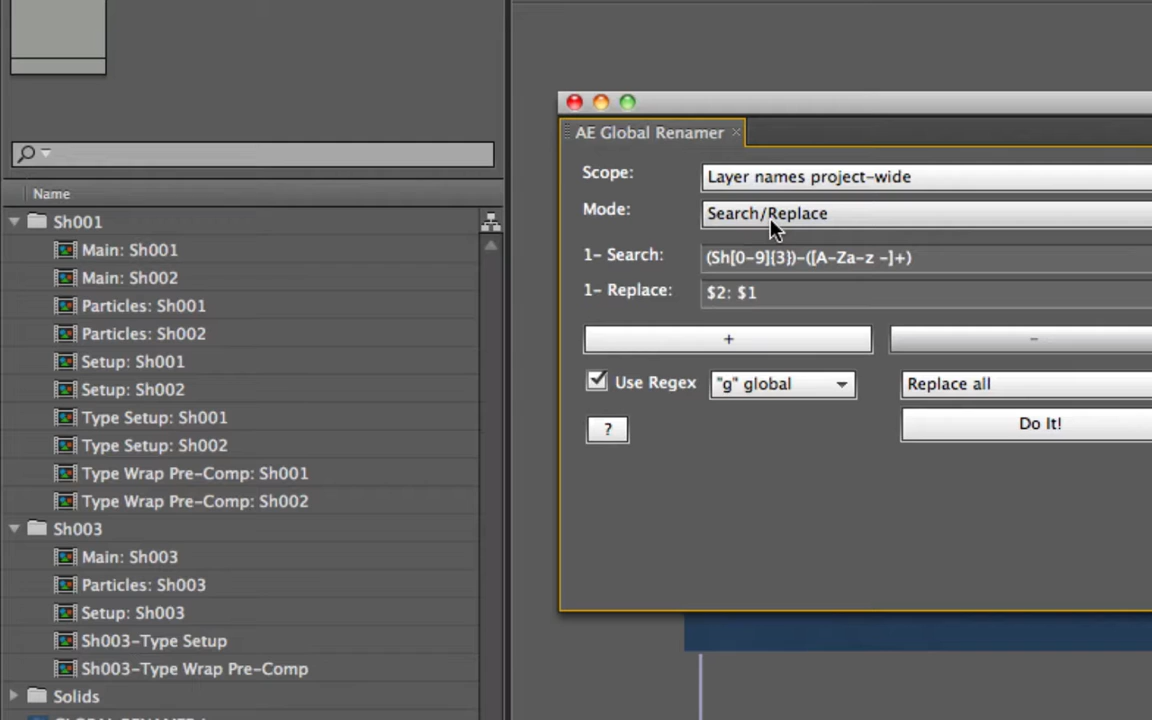 AE Global Renamer
Scope: Layer names project-wide
Mode: Search/Replace
1- Search: (Sh[0-9]{3})-([A-Za-z -]+)
1- Replace: $2: $1
+ -
Use Regex "g" global Replace all
? Do It!
Name
Sh001
Main: Sh001
Main: Sh002
Particles: Sh001
Particles: Sh002
Setup: Sh001
Setup: Sh002
Type Setup: Sh001
Type Setup: Sh002
Type Wrap Pre-Comp: Sh001
Type Wrap Pre-Comp: Sh002
Sh003
Main: Sh003
Particles: Sh003
Setup: Sh003
Sh003-Type Setup
Sh003-Type Wrap Pre-Comp
Solids